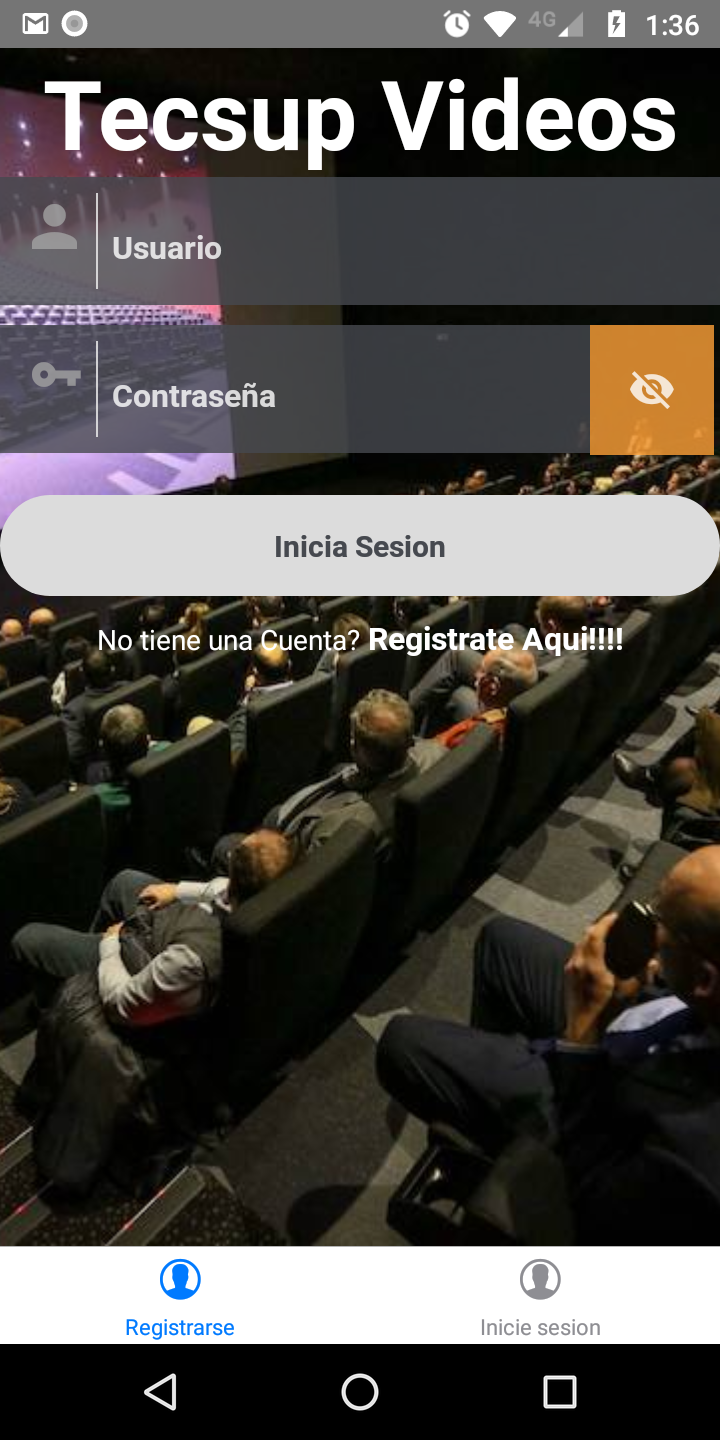 4G 1:36
Tecsup Videos
Usuario
Contraseña
Inicia Sesion
No tiene una Cuenta? Registrate Aqui!!!!
Registrarse Inicie sesion